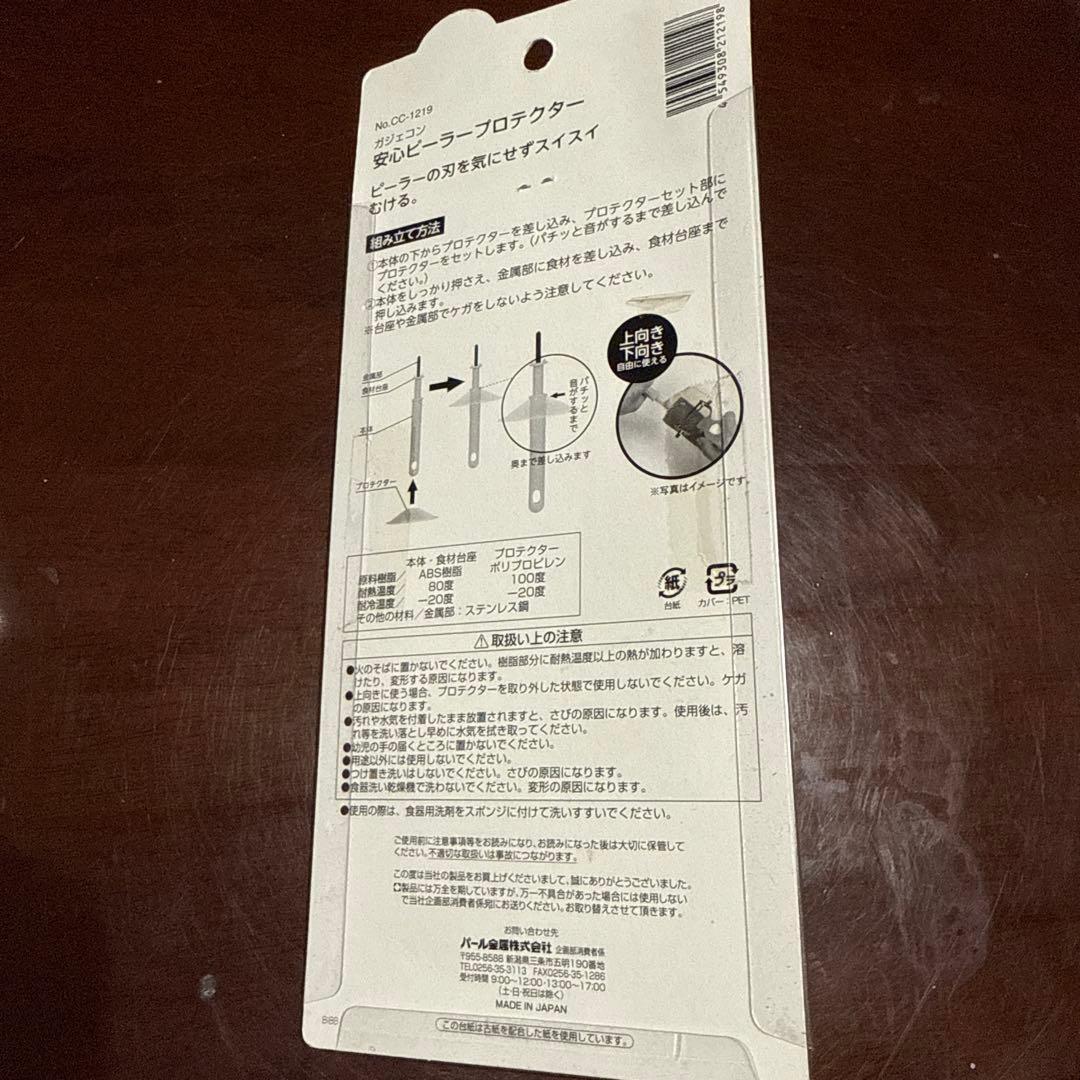 4 549308 212198
No.CC-1219
ガジェコン
安心ピーラープロテクター
ピーラーの刃を気にせずスイスイ
むける。
組み立て方法
①本体の下からプロテクターを差し込み、プロテクターセット部に
プロテクターをセットします。(パチッと音がするまで差し込んで
ください。)
②本体をしっかり押さえ、金属部に食材を差し込み、食材台座まで
押し込みます。
※台座や金属部でケガをしないよう注意してください。
金属部
食材台座
本体
プロテクター
パチッと
音がするまで
奥まで差し込みます
上向き
下向き
自由に使える
※写真はイメージです。
本体・食材台座 プロテクター
原料樹脂/ ABS樹脂 ポリプロピレン
耐熱温度/ 80度 100度
耐冷温度/ −20度 −20度
その他の材料/金属部:ステンレス鋼
紙
台紙
プラ
カバー:PET
⚠取扱い上の注意
●火のそばに置かないでください。樹脂部分に耐熱温度以上の熱が加わりますと、溶
けたり、変形する原因になります。
●上向きに使う場合、プロテクターを取り外した状態で使用しないでください。ケガ
の原因になります。
●汚れや水気を付着したまま放置されますと、さびの原因になります。使用後は、汚
れ等を洗い落とし早めに水気を拭き取ってください。
●幼児の手の届くところに置かないでください。
●用途以外には使用しないでください。
●つけ置き洗いはしないでください。さびの原因になります。
●食器洗い乾燥機で洗わないでください。変形の原因になります。
●使用の際は、食器用洗剤をスポンジに付けて洗いすすいでください。
ご使用前に注意事項等をお読みになり、お読みになった後は大切に保管して
ください。不適切な取扱いは事故につながります。
この度は当社の製品をお買上げくださいまして、誠にありがとうございました。
製品には万全を期していますが、万一不具合があった場合には使用しない
で当社企画部消費者係宛にお送りください。お取り替えさせて頂きます。
お問い合わせ先
パール金属株式会社 企画部消費者係
〒955-8588 新潟県三条市五明190番地
TEL0256-35-3113 FAX0256-35-1286
受付時間 9:00〜12:00・13:00〜17:00
(土・日・祝日は除く)
MADE IN JAPAN
この台紙は古紙を配合した紙を使用しています。